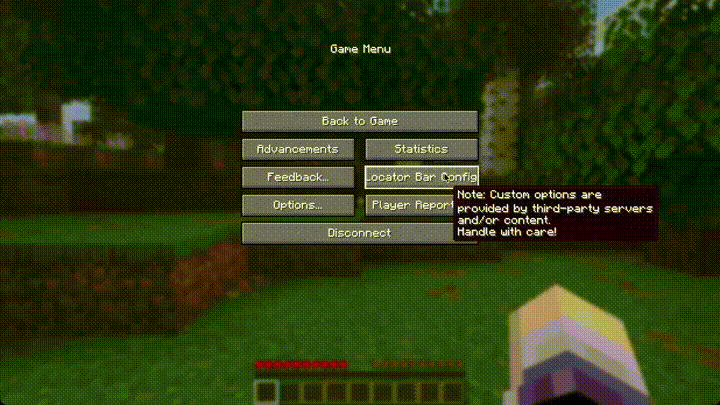 Game Menu
Back to Game
Advancements
Statistics
Feedback...
Locator Bar Config
Options...
Player Report
Note: Custom options are
provided by third-party servers
and/or content.
Handle with care!
Disconnect